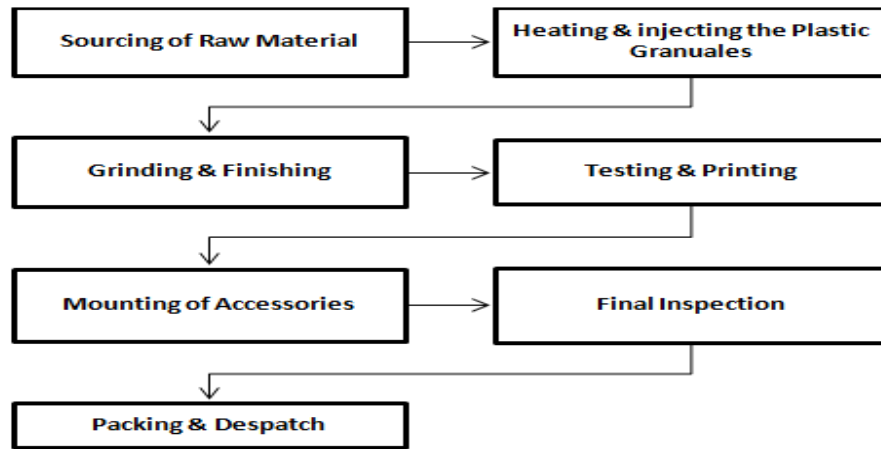 Sourcing of Raw Material
Heating & injecting the Plastic
Granuales
Grinding & Finishing
Testing & Printing
Mounting of Accessories
Final Inspection
Packing & Despatch